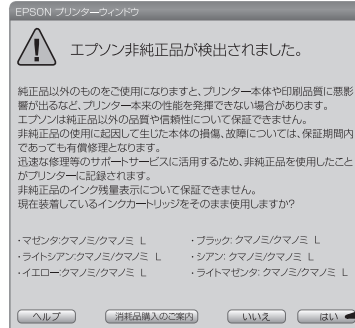 EPSON プリンターウィンドウ
エプソン非純正品が検出されました。
純正品以外のものをご使用になりますと、プリンター本体や印刷品質に悪影
響が出るなど、プリンター本来の性能を発揮できない場合があります。
エプソンは純正品以外の品質や信頼性について保証できません。
非純正品の使用に起因して生じた本体の損傷、故障については、保証期間内
であっても有償修理となります。
迅速な修理等のサポートサービスに活用するため、非純正品を使用したこと
がプリンターに記録されます。
非純正品のインク残量表示について保証できません。
現在装着しているインクカートリッジをそのまま使用しますか?
・マゼンタ:クマノミ/クマノミ L ・ブラック: クマノミ/クマノミ L
・ライトシアン:クマノミ/クマノミ L ・シアン: クマノミ/クマノミ L
・イエロー:クマノミ/クマノミ L ・ライトマゼンタ: クマノミ/クマノミ L
ヘルプ 消耗品購入のご案内 いいえ はい